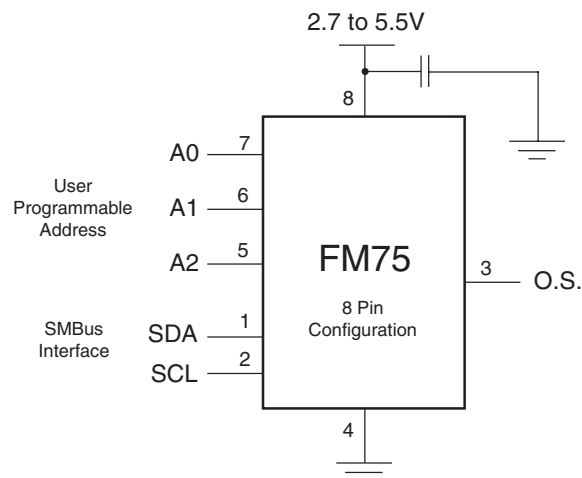 2.7 to 5.5V
8
A0
7
User
Programmable
Address
A1
6
A2
5
FM75
8 Pin
Configuration
3
O.S.
SMBus
Interface
SDA
1
SCL
2
4